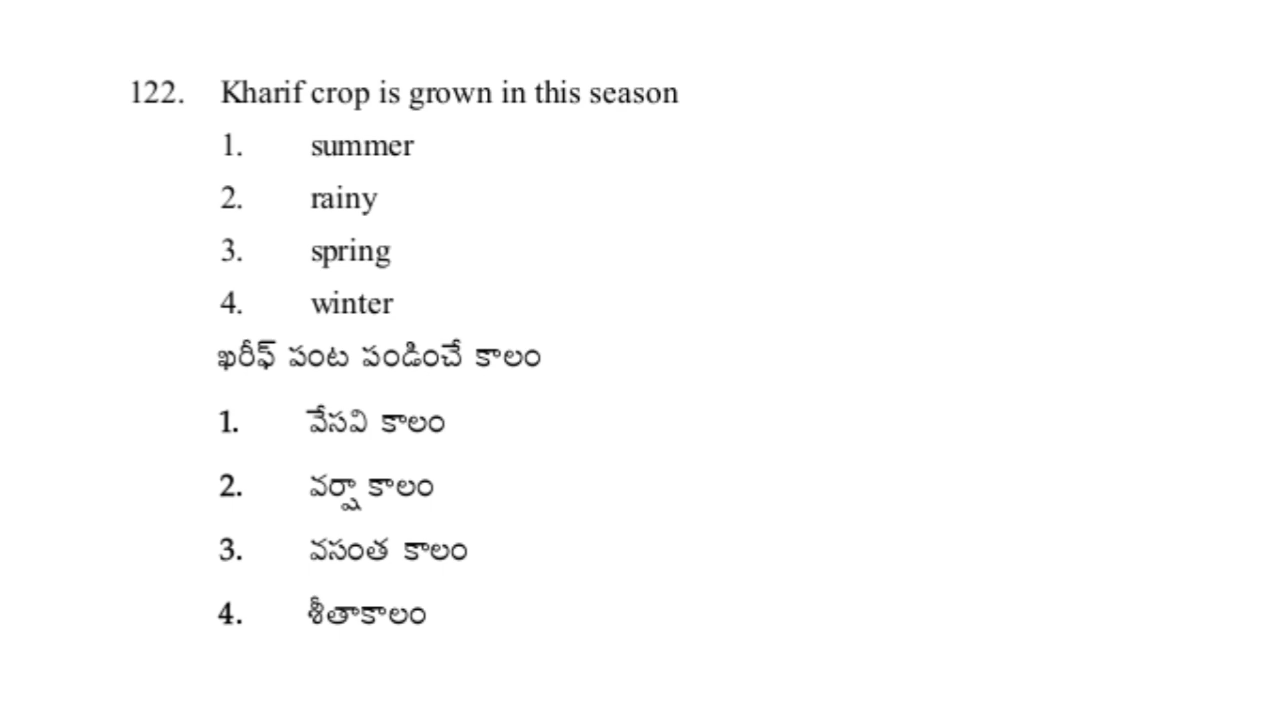 122. Kharif crop is grown in this season
1. summer
2. rainy
3. spring
4. winter
ఖరీఫ్ పంట పండించే కాలం
1. వేసవి కాలం
2. వర్షా కాలం
3. వసంత కాలం
4. శీతాకాలం